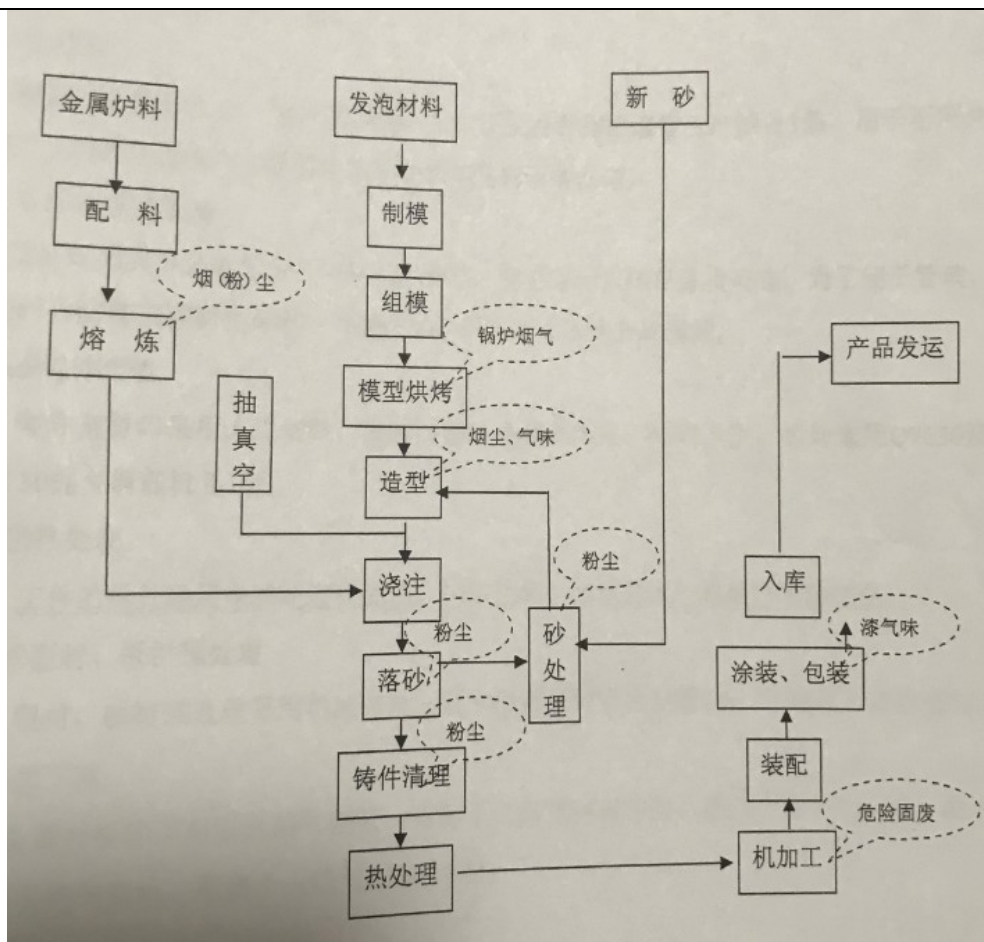 金属炉料
发泡材料
新 砂
配 料
制模
烟(粉)尘
组模
熔 炼
锅炉烟气
产品发运
模型烘烤
抽真空
烟尘、气味
造型
粉尘
浇注
入库
粉尘
砂处理
漆气味
落砂
涂装、包装
粉尘
铸件清理
装配
危险固废
热处理
机加工